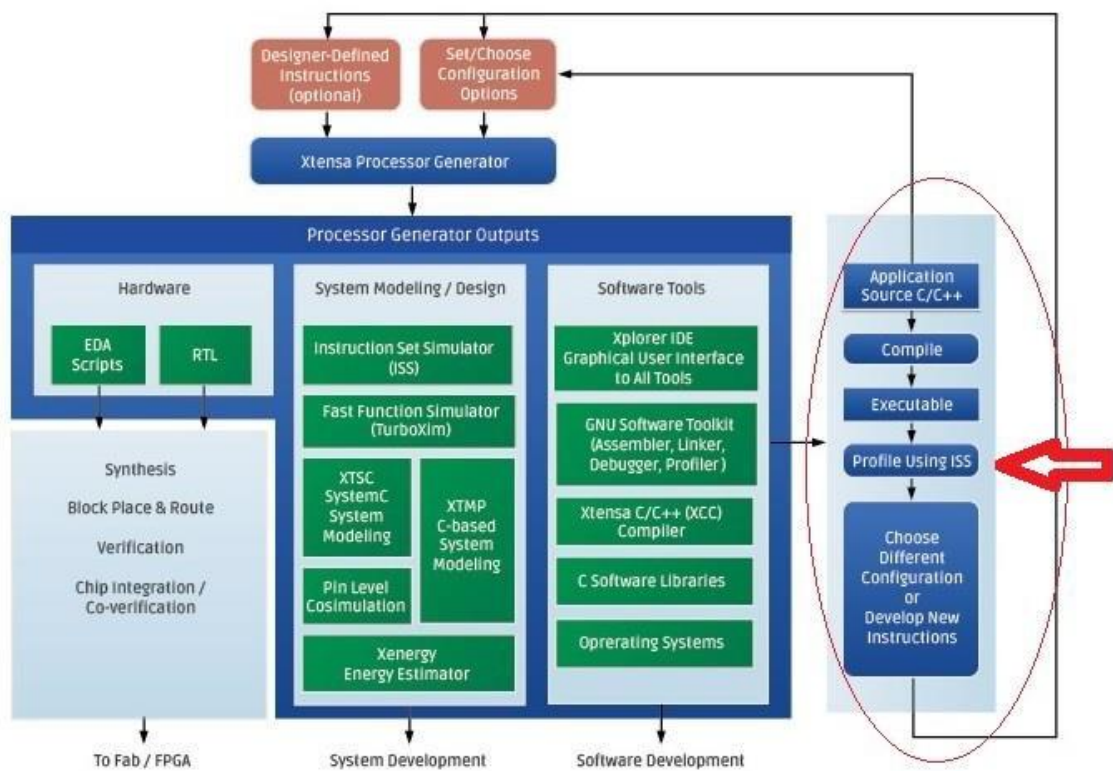 Designer-Defined
Instructions
(optional)
Set/Choose
Configuration
Options
Xtensa Processor Generator
Processor Generator Outputs
Hardware
EDA
Scripts
RTL
Synthesis
Block Place & Route
Verification
Chip Integration /
Co-verification
To Fab / FPGA
System Modeling / Design
Instruction Set Simulator
(ISS)
Fast Function Simulator
(TurboXim)
XTSC
SystemC
System
Modeling
XTMP
C-based
System
Modeling
Pin Level
Cosimulation
Xenergy
Energy Estimator
System Development
Software Tools
Xplorer IDE
Graphical User Interface
to All Tools
GNU Software Toolkit
(Assembler, Linker,
Debugger, Profiler )
Xtensa C/C++ (XCC)
Compiler
C Software Libraries
Oprerating Systems
Software Development
Application
Source C/C++
Compile
Executable
Profile Using ISS
Choose
Different
Configuration
or
Develop New
Instructions